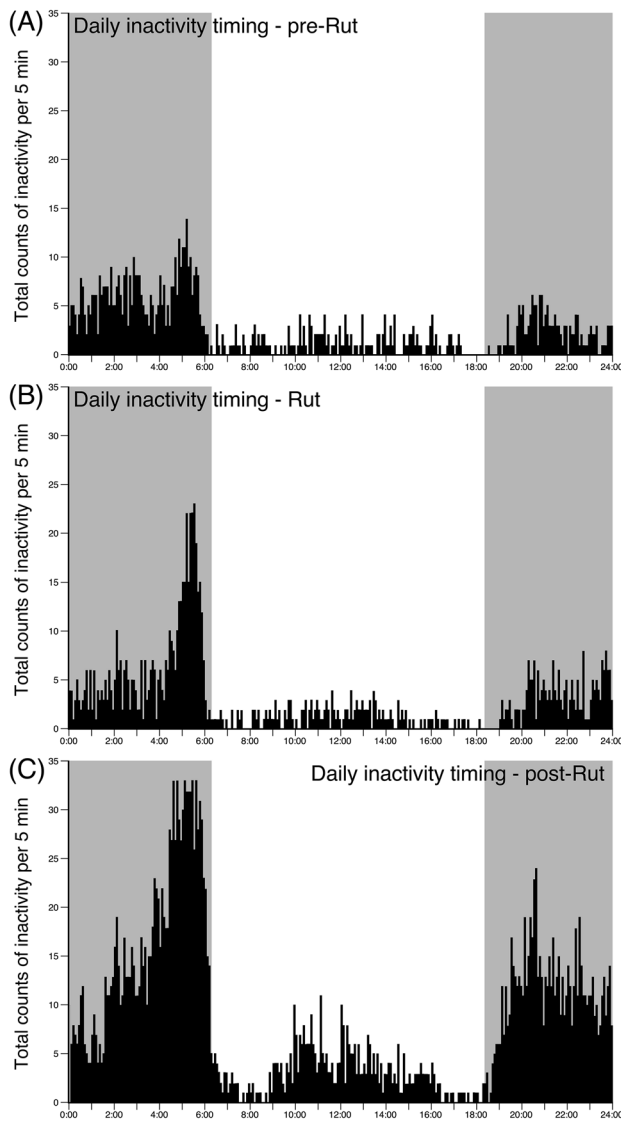 (A) Daily inactivity timing - pre-Rut
Total counts of inactivity per 5 min
35
30
25
20
15
10
5
0
0:00 2:00 4:00 6:00 8:00 10:00 12:00 14:00 16:00 18:00 20:00 22:00 24:00
(B) Daily inactivity timing - Rut
Total counts of inactivity per 5 min
35
30
25
20
15
10
5
0
0:00 2:00 4:00 6:00 8:00 10:00 12:00 14:00 16:00 18:00 20:00 22:00 24:00
(C) Daily inactivity timing - post-Rut
Total counts of inactivity per 5 min
35
30
25
20
15
10
5
0
0:00 2:00 4:00 6:00 8:00 10:00 12:00 14:00 16:00 18:00 20:00 22:00 24:00